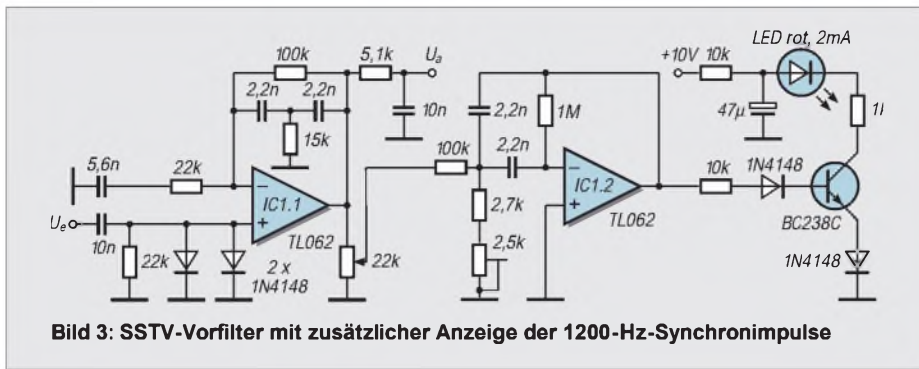 LED rot, 2mA
100k
5,1k
Ua
+10V
10k
2,2n
2,2n
10n
2,2n
1M
47µ
15k
100k
2,2n
5,6n
22k
–
IC1.1
+
–
IC1.2
+
10k
1N4148
BC238C
Ue
10n
22k
2 x
1N4148
TL062
22k
2,7k
2,5k
TL062
1N4148
Bild 3: SSTV-Vorfilter mit zusätzlicher Anzeige der 1200-Hz-Synchronimpulse